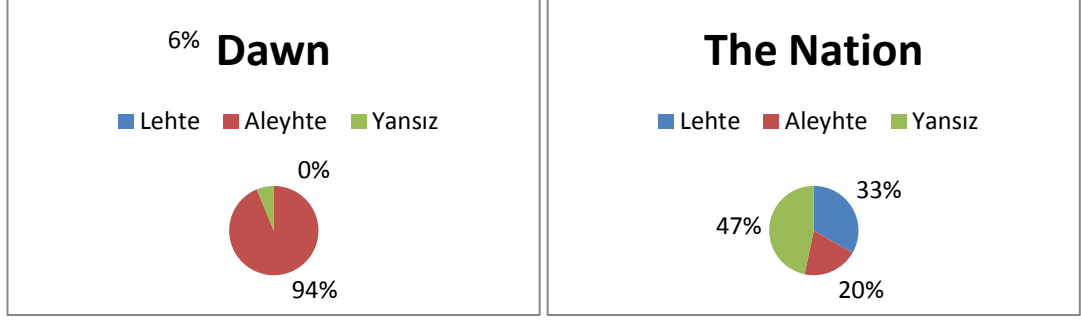 6% Dawn
Lehte Aleyhte Yansız
0%
94%
The Nation
Lehte Aleyhte Yansız
33%
47%
20%